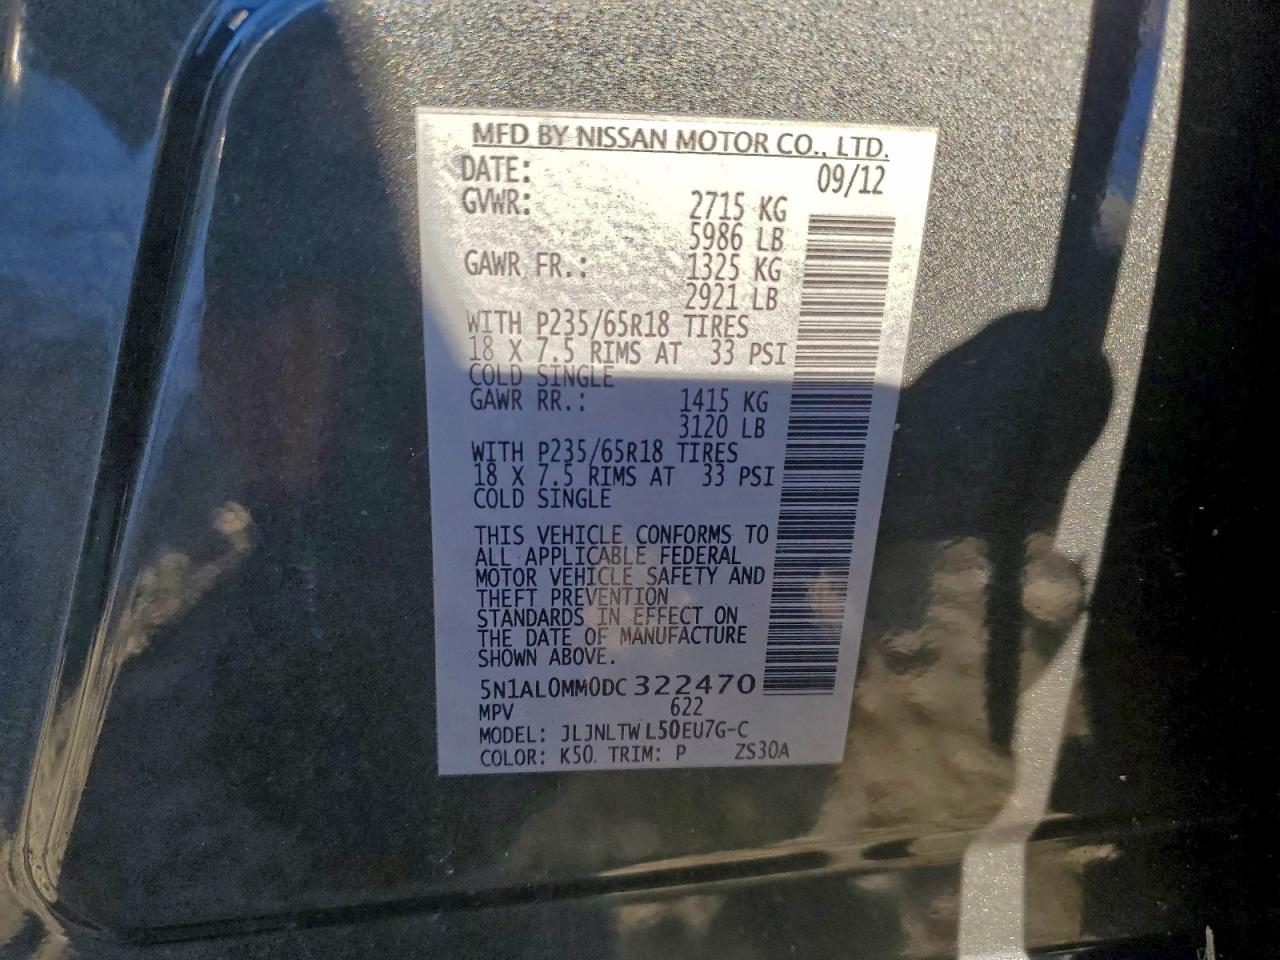 MFD BY NISSAN MOTOR CO., LTD.
DATE: 09/12
GVWR: 2715 KG
5986 LB
GAWR FR.: 1325 KG
2921 LB
WITH P235/65R18 TIRES
18 X 7.5 RIMS AT 33 PSI
COLD SINGLE
GAWR RR.: 1415 KG
3120 LB
WITH P235/65R18 TIRES
18 X 7.5 RIMS AT 33 PSI
COLD SINGLE
THIS VEHICLE CONFORMS TO
ALL APPLICABLE FEDERAL
MOTOR VEHICLE SAFETY AND
THEFT PREVENTION
STANDARDS IN EFFECT ON
THE DATE OF MANUFACTURE
SHOWN ABOVE.
5N1AL0MM0DC 322470
MPV 622
MODEL: JLJNLTW L50EU7G-C
COLOR: K50. TRIM: P ZS30A